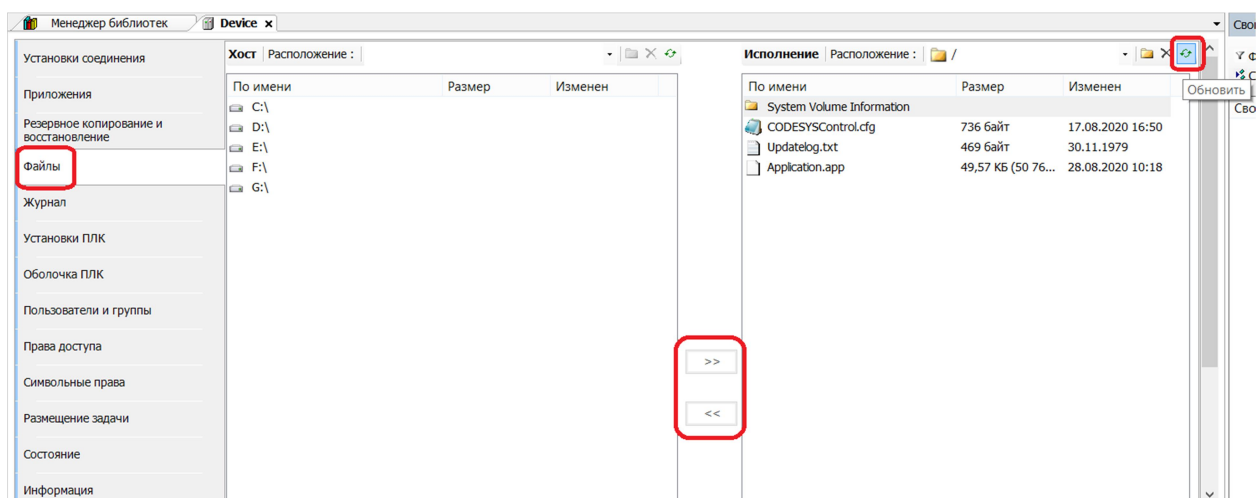 Менеджер библиотек
Device
Сво
Установки соединения
Приложения
Резервное копирование и
восстановление
Файлы
Журнал
Установки ПЛК
Оболочка ПЛК
Пользователи и группы
Права доступа
Символьные права
Размещение задачи
Состояние
Информация
Хост Расположение :
По имени Размер Изменен
C:\
D:\
E:\
F:\
G:\
>>
<<
Исполнение Расположение : /
По имени Размер Изменен
System Volume Information
CODESYSControl.cfg 736 байт 17.08.2020 16:50
Updatelog.txt 469 байт 30.11.1979
Application.app 49,57 КБ (50 76... 28.08.2020 10:18
Обновить
Сво